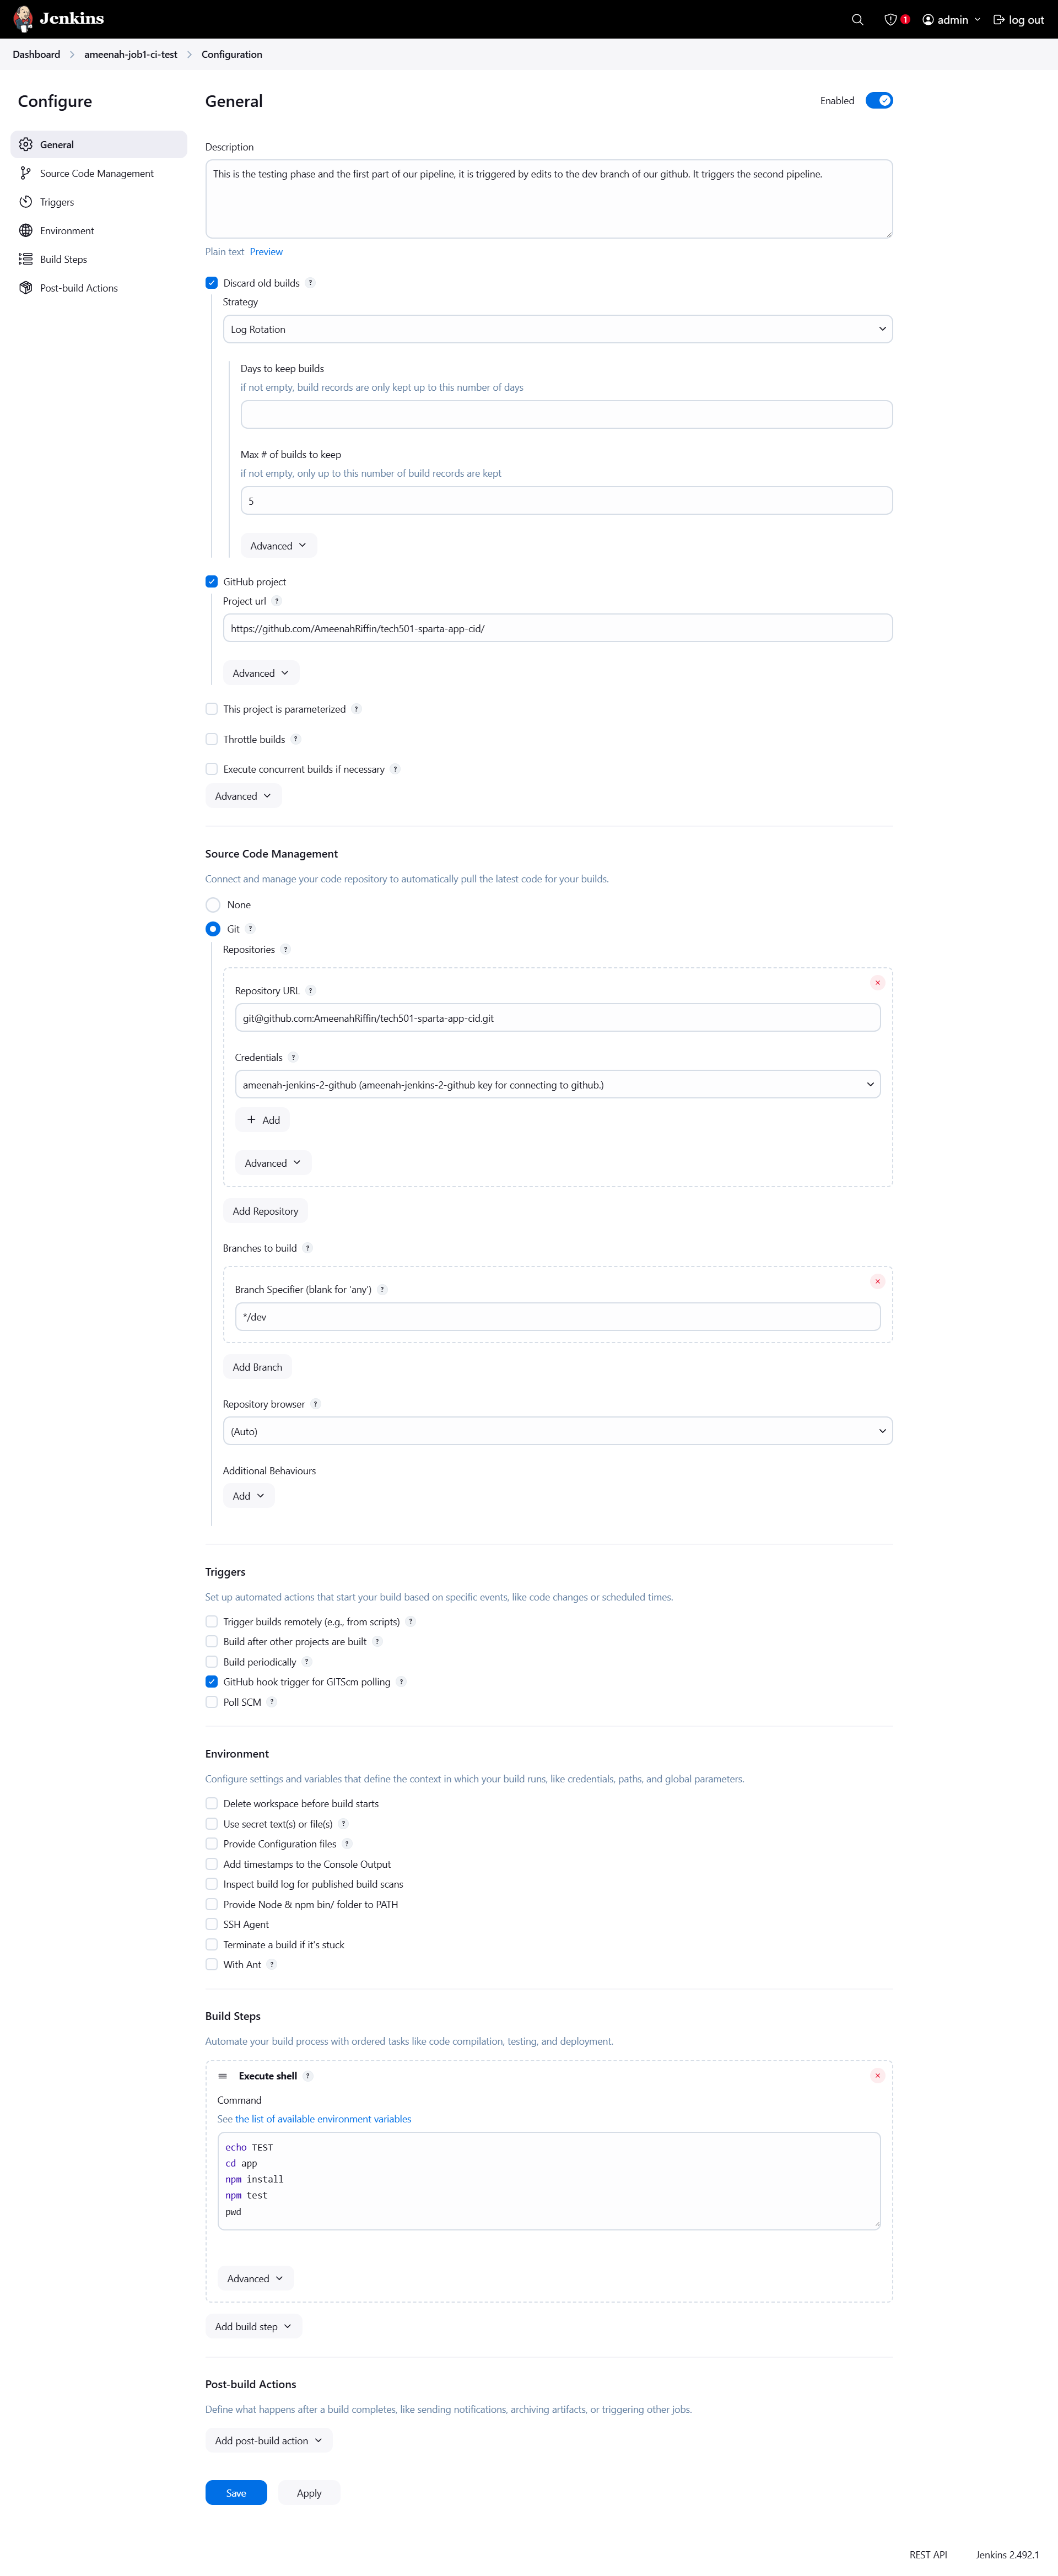 Jenkins
1
admin
log out
Dashboard
ameenah-job1-ci-test
Configuration
Configure
General
Source Code Management
Triggers
Environment
Build Steps
Post-build Actions
General
Enabled
Description
This is the testing phase and the first part of our pipeline, it is triggered by edits to the dev branch of our github. It triggers the second pipeline.
Plain text Preview
Discard old builds ?
Strategy
Log Rotation
Days to keep builds
if not empty, build records are only kept up to this number of days
Max # of builds to keep
if not empty, only up to this number of build records are kept
5
Advanced
GitHub project
Project url ?
https://github.com/AmeenahRiffin/tech501-sparta-app-cid/
Advanced
This project is parameterized ?
Throttle builds ?
Execute concurrent builds if necessary ?
Advanced
Source Code Management
Connect and manage your code repository to automatically pull the latest code for your builds.
None
Git ?
Repositories ?
Repository URL ?
git@github.com:AmeenahRiffin/tech501-sparta-app-cid.git
Credentials ?
ameenah-jenkins-2-github (ameenah-jenkins-2-github key for connecting to github.)
+ Add
Advanced
Add Repository
Branches to build ?
Branch Specifier (blank for 'any') ?
*/dev
Add Branch
Repository browser ?
(Auto)
Additional Behaviours
Add
Triggers
Set up automated actions that start your build based on specific events, like code changes or scheduled times.
Trigger builds remotely (e.g., from scripts) ?
Build after other projects are built ?
Build periodically ?
GitHub hook trigger for GITScm polling ?
Poll SCM ?
Environment
Configure settings and variables that define the context in which your build runs, like credentials, paths, and global parameters.
Delete workspace before build starts
Use secret text(s) or file(s) ?
Provide Configuration files ?
Add timestamps to the Console Output
Inspect build log for published build scans
Provide Node & npm bin/ folder to PATH
SSH Agent
Terminate a build if it's stuck
With Ant ?
Build Steps
Automate your build process with ordered tasks like code compilation, testing, and deployment.
Execute shell ?
Command
See the list of available environment variables
echo TEST
cd app
npm install
npm test
pwd
Advanced
Add build step
Post-build Actions
Define what happens after a build completes, like sending notifications, archiving artifacts, or triggering other jobs.
Add post-build action
Save
Apply
REST API
Jenkins 2.492.1